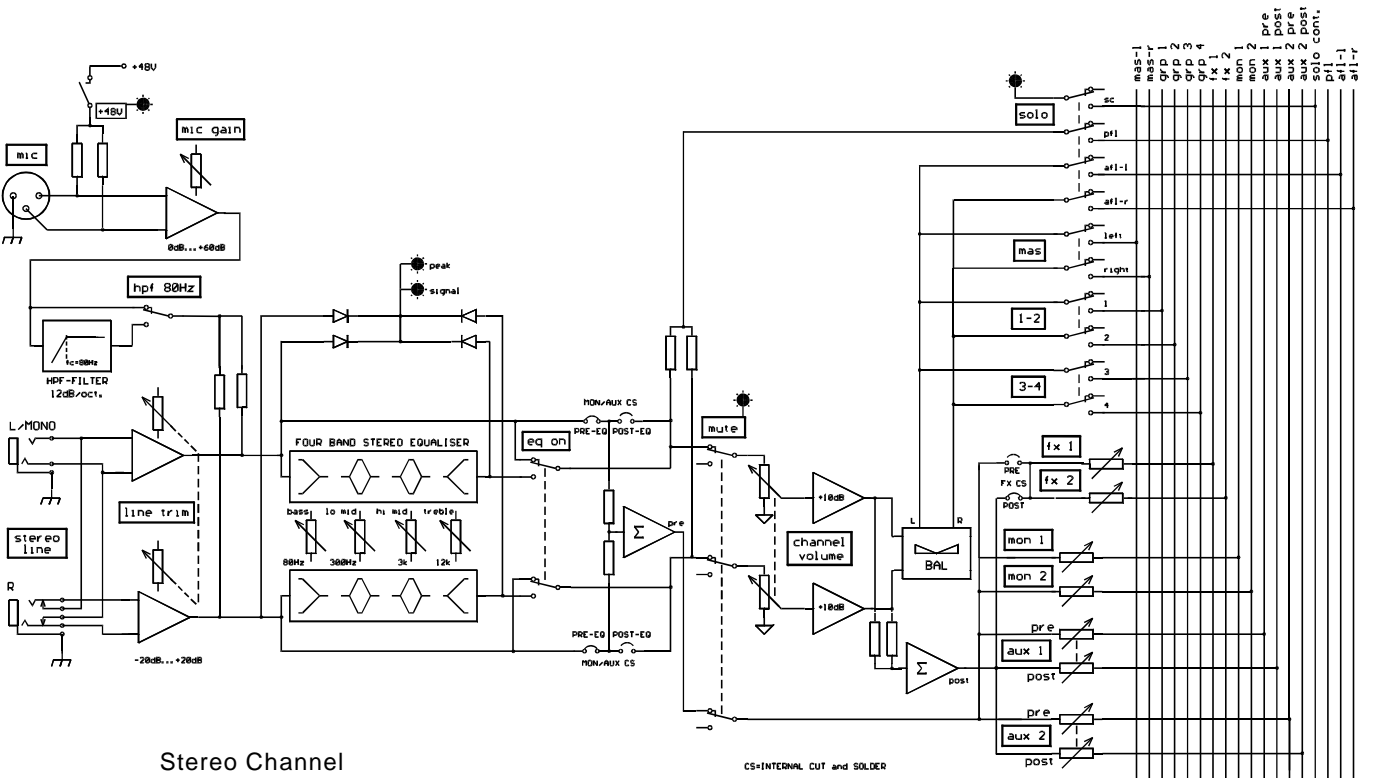 +48V
+48V
mic gain
mic
0dB...+60dB
hpf 80Hz
fc=80Hz
HPF-FILTER
12dB/oct.
peak
signal
L/MONO
line trim
stereo
line
R
-20dB...+20dB
FOUR BAND STEREO EQUALISER
bass
lo mid
hi mid
treble
80Hz
300Hz
3k
12k
eq on
MON/AUX CS
PRE-EQ
POST-EQ
Σ
pre
PRE-EQ
POST-EQ
MON/AUX CS
mute
+10dB
channel
volume
+10dB
L
R
BAL
Σ
post
solo
sc
pfl
afl-l
afl-r
mas
left
right
1-2
1
2
3-4
3
4
fx 1
PRE
FX CS
fx 2
POST
mon 1
mon 2
pre
aux 1
post
pre
aux 2
post
mas-l
mas-r
grp 1
grp 2
grp 3
grp 4
fx 1
fx 2
mon 1
mon 2
aux 1 pre
aux 1 post
aux 2 pre
aux 2 post
solo cont.
pfl
afl-l
afl-r
Stereo Channel
CS=INTERNAL CUT and SOLDER